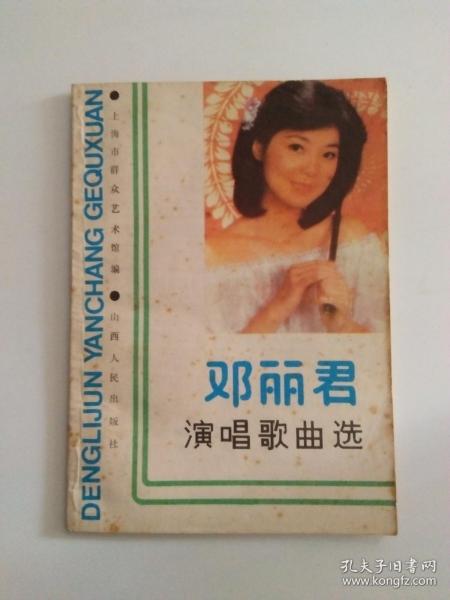 DENGLIJUN YANCHANG GEQUXUAN
●上海市群众艺术馆编●山西人民出版社
邓丽君
演唱歌曲选
孔夫子旧书网
www.kongfz.com